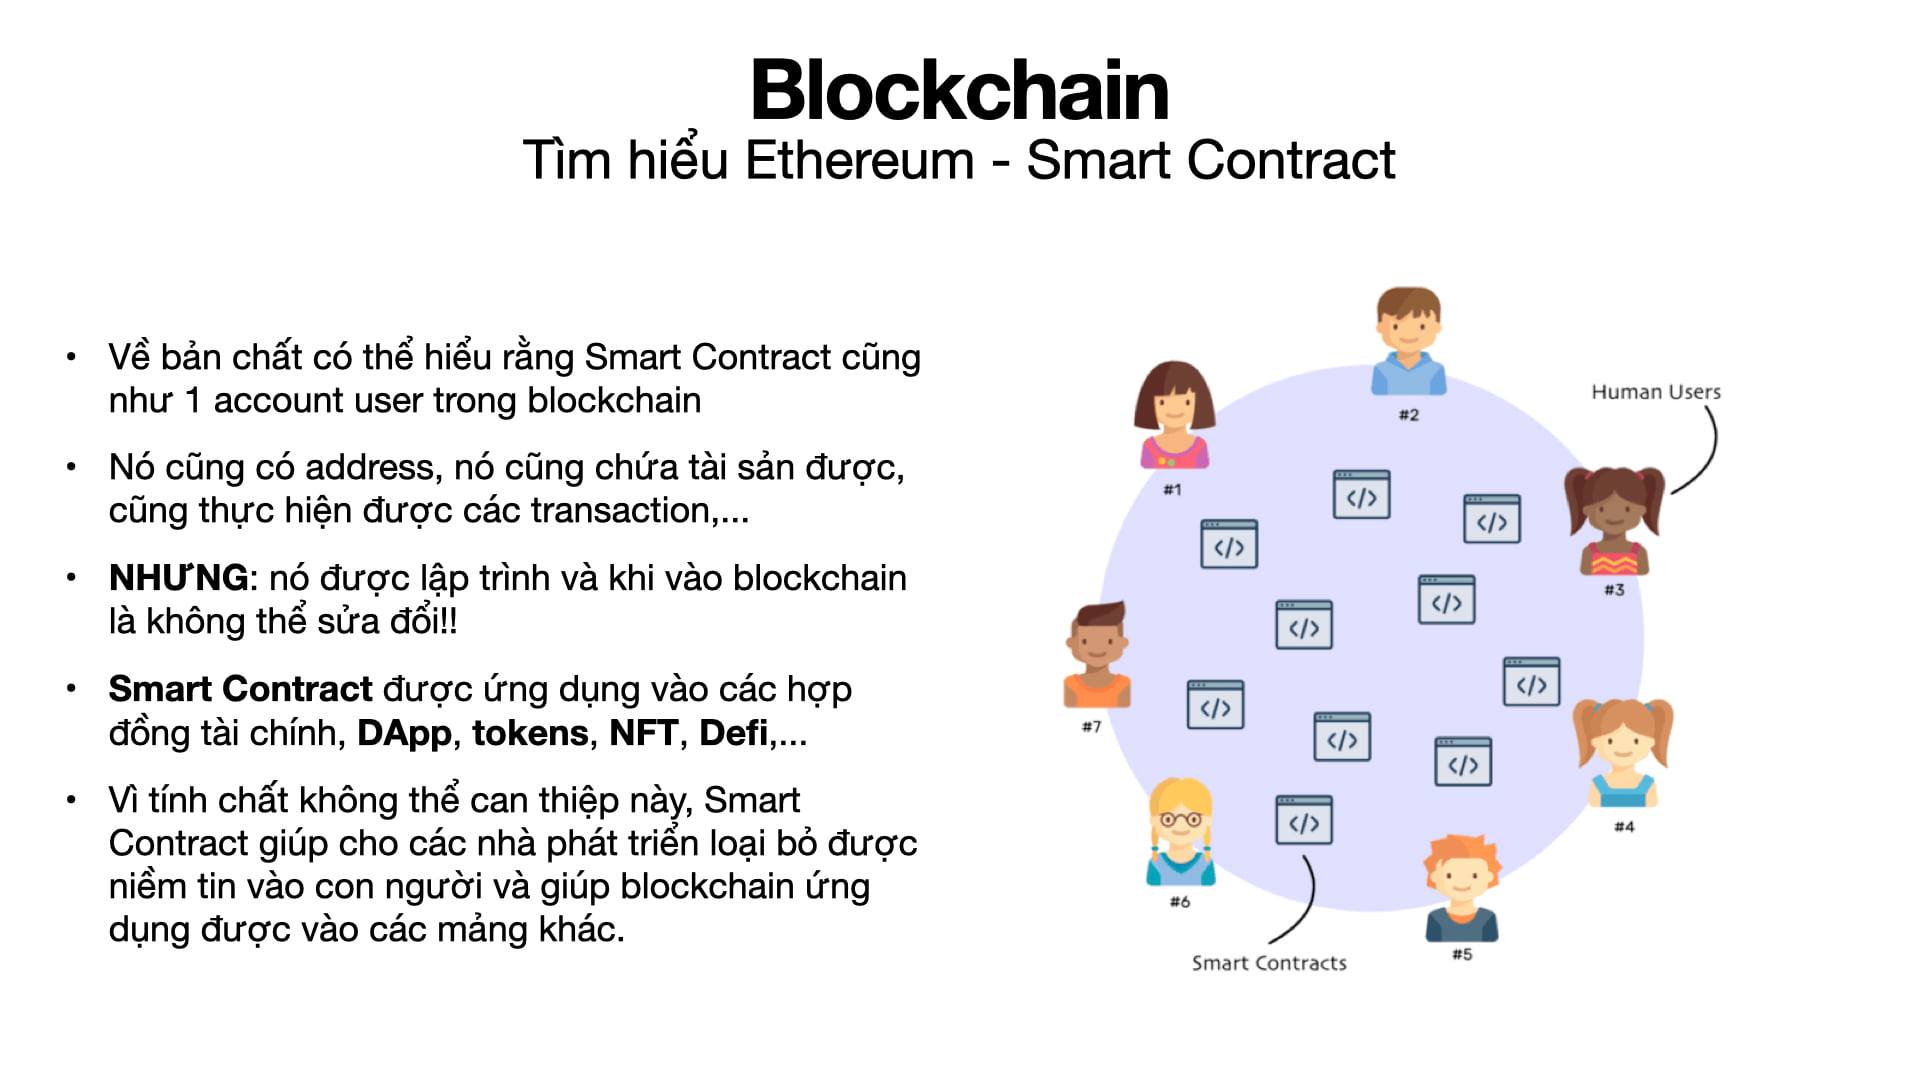 Blockchain
Tìm hiểu Ethereum - Smart Contract
• Về bản chất có thể hiểu rằng Smart Contract cũng
như 1 account user trong blockchain
• Nó cũng có address, nó cũng chứa tài sản được,
cũng thực hiện được các transaction,...
• NHƯNG: nó được lập trình và khi vào blockchain
là không thể sửa đổi!!
• Smart Contract được ứng dụng vào các hợp
đồng tài chính, DApp, tokens, NFT, Defi,...
• Vì tính chất không thể can thiệp này, Smart
Contract giúp cho các nhà phát triển loại bỏ được
niềm tin vào con người và giúp blockchain ứng
dụng được vào các mảng khác.
Human Users
#2
#1
</>
</>
</>
#3
</>
</>
</>
</>
#7
</>
</>
#4
</>
#6
#5
Smart Contracts